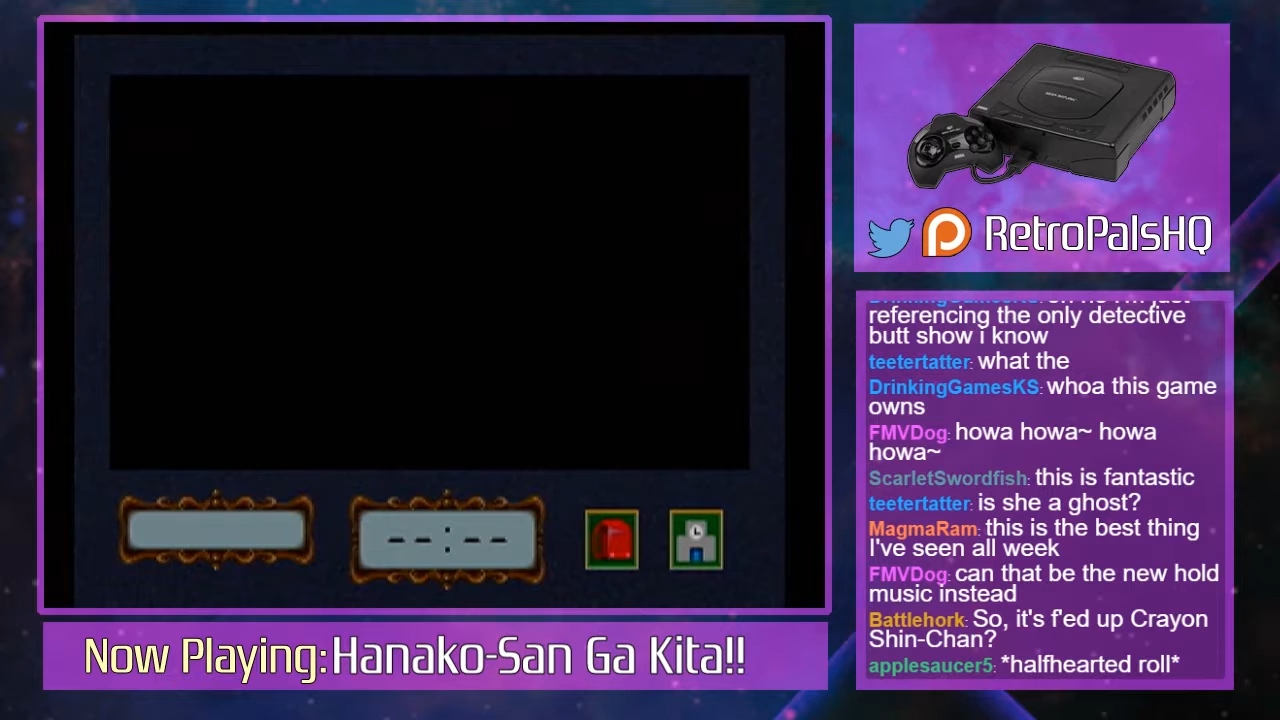 -- : --
Now Playing: Hanako-San Ga Kita!!
RetroPalsHQ
referencing the only detective
butt show i know
teetertatter: what the
DrinkingGamesKS: whoa this game
owns
FMVDog: howa howa~ howa
howa~
ScarletSwordfish: this is fantastic
teetertatter: is she a ghost?
MagmaRam: this is the best thing
I've seen all week
FMVDog: can that be the new hold
music instead
Battlehork: So, it's f'ed up Crayon
Shin-Chan?
applesaucer5: *halfhearted roll*